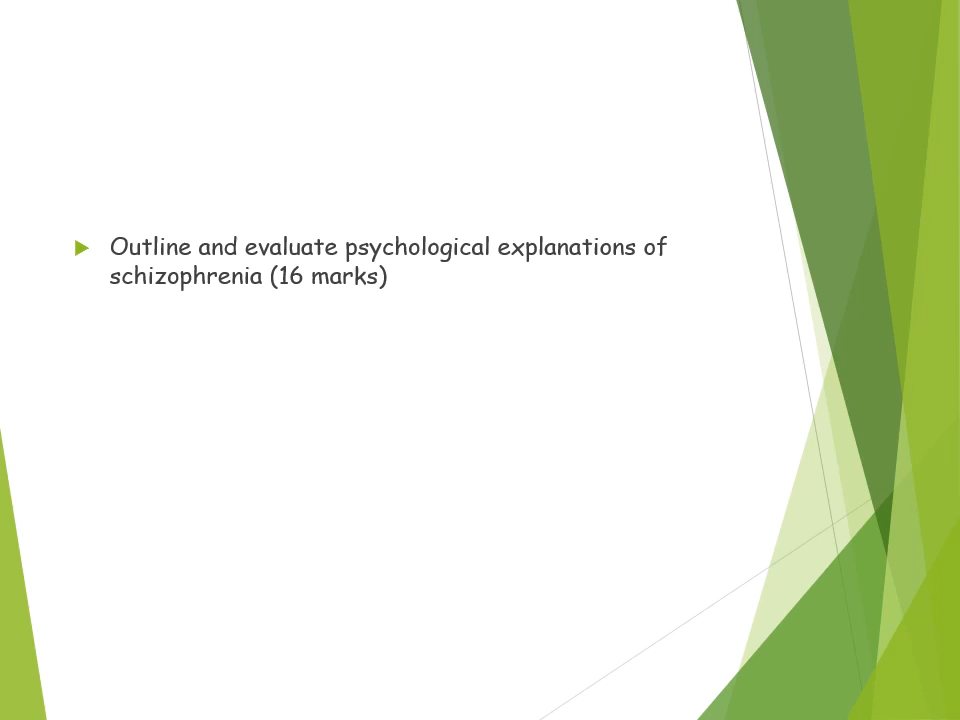 Outline and evaluate psychological explanations of
schizophrenia (16 marks)